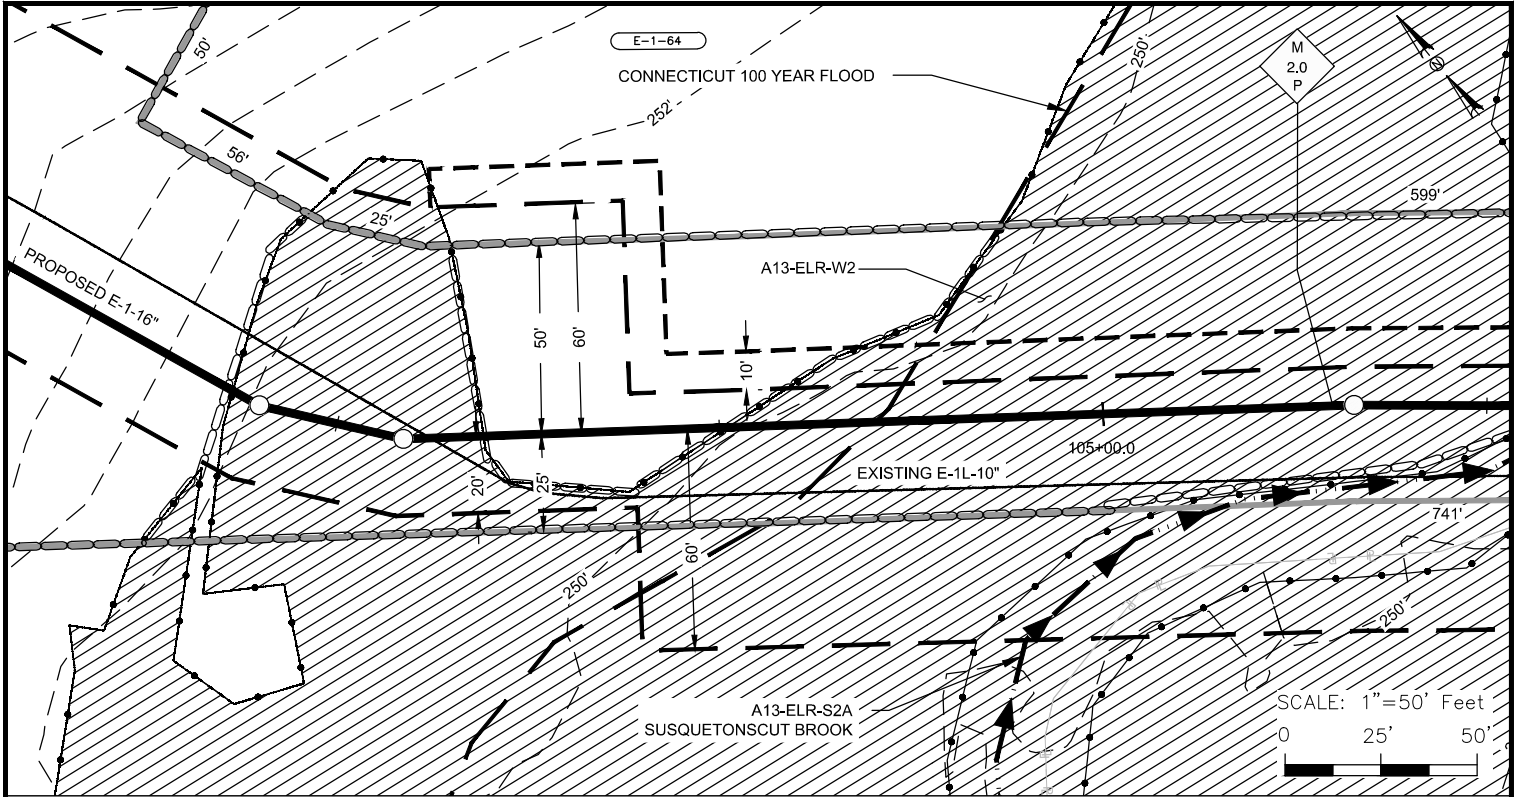 E-1-64
M
2.0
P
N
50'
CONNECTICUT 100 YEAR FLOOD
250'
252'
56'
25'
599'
PROPOSED E-1-16"
A13-ELR-W2
50'
60'
10'
105+00.0
EXISTING E-1L-10"
20'
25'
741'
60'
250'
250'
A13-ELR-S2A
SUSQUETONSCUT BROOK
SCALE: 1"=50' Feet
0 25' 50'